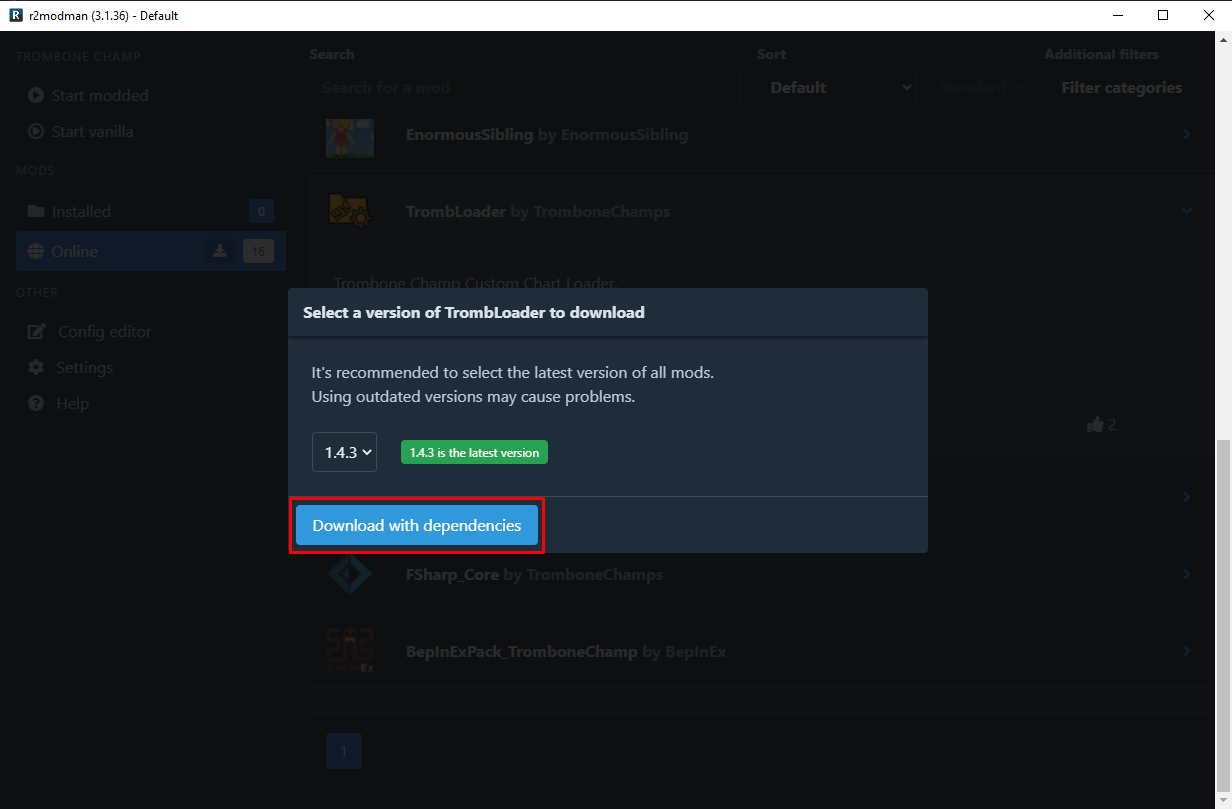 r2modman (3.1.36) - Default
TROMBONE CHAMP
Start modded
Start vanilla
MODS
Installed 0
Online 16
OTHER
Config editor
Settings
Help
Search
Search for a mod
Sort
Default
Standard
Additional filters
Filter categories
EnormousSibling by EnormousSibling
TrombLoader by TromboneChamps
Trombone Champ Custom Chart Loader.
Select a version of TrombLoader to download
It's recommended to select the latest version of all mods.
Using outdated versions may cause problems.
1.4.3
1.4.3 is the latest version
Download with dependencies
2
FSharp_Core by TromboneChamps
BepInEx
BepInExPack_TromboneChamp by BepInEx
1